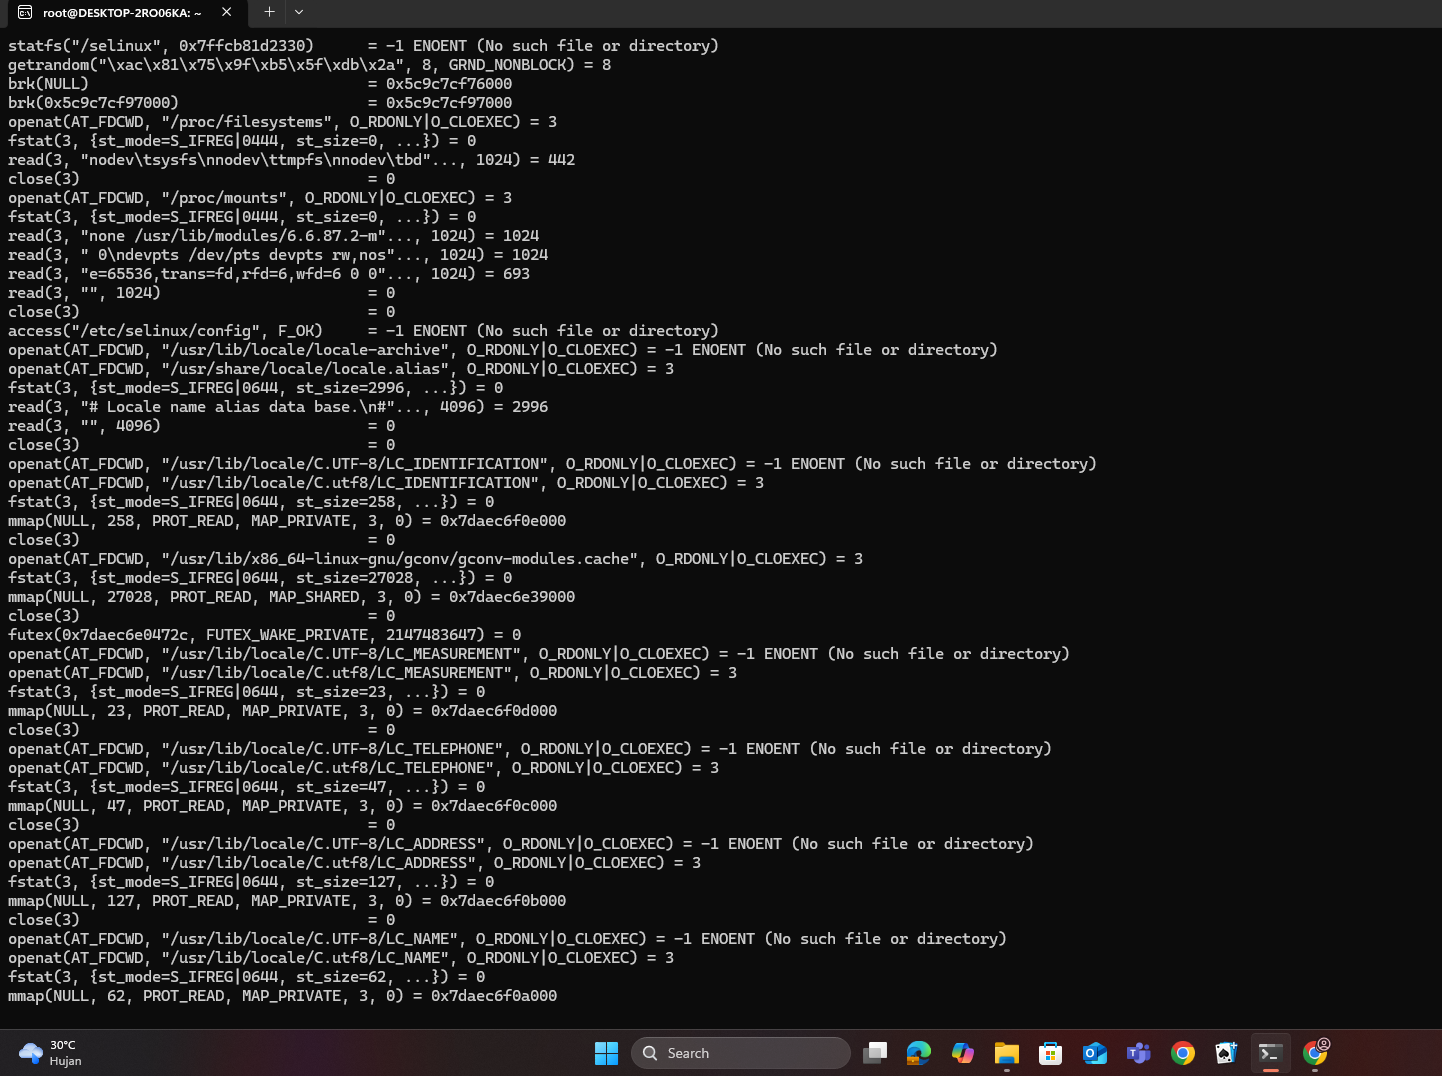 root@DESKTOP-2RO06KA: ~
statfs("/selinux", 0x7ffcb81d2330)      = -1 ENOENT (No such file or directory)
getrandom("\xac\x81\x75\x9f\xb5\x5f\xdb\x2a", 8, GRND_NONBLOCK) = 8
brk(NULL)                               = 0x5c9c7cf76000
brk(0x5c9c7cf97000)                     = 0x5c9c7cf97000
openat(AT_FDCWD, "/proc/filesystems", O_RDONLY|O_CLOEXEC) = 3
fstat(3, {st_mode=S_IFREG|0444, st_size=0, ...}) = 0
read(3, "nodev\tsysfs\nnodev\ttmpfs\nnodev\tbd"..., 1024) = 442
close(3)                                = 0
openat(AT_FDCWD, "/proc/mounts", O_RDONLY|O_CLOEXEC) = 3
fstat(3, {st_mode=S_IFREG|0444, st_size=0, ...}) = 0
read(3, "none /usr/lib/modules/6.6.87.2-m"..., 1024) = 1024
read(3, " 0\ndevpts /dev/pts devpts rw,nos"..., 1024) = 1024
read(3, "e=65536,trans=fd,rfd=6,wfd=6 0 0"..., 1024) = 693
read(3, "", 1024)                       = 0
close(3)                                = 0
access("/etc/selinux/config", F_OK)     = -1 ENOENT (No such file or directory)
openat(AT_FDCWD, "/usr/lib/locale/locale-archive", O_RDONLY|O_CLOEXEC) = -1 ENOENT (No such file or directory)
openat(AT_FDCWD, "/usr/share/locale/locale.alias", O_RDONLY|O_CLOEXEC) = 3
fstat(3, {st_mode=S_IFREG|0644, st_size=2996, ...}) = 0
read(3, "# Locale name alias data base.\n#"..., 4096) = 2996
read(3, "", 4096)                       = 0
close(3)                                = 0
openat(AT_FDCWD, "/usr/lib/locale/C.UTF-8/LC_IDENTIFICATION", O_RDONLY|O_CLOEXEC) = -1 ENOENT (No such file or directory)
openat(AT_FDCWD, "/usr/lib/locale/C.utf8/LC_IDENTIFICATION", O_RDONLY|O_CLOEXEC) = 3
fstat(3, {st_mode=S_IFREG|0644, st_size=258, ...}) = 0
mmap(NULL, 258, PROT_READ, MAP_PRIVATE, 3, 0) = 0x7daec6f0e000
close(3)                                = 0
openat(AT_FDCWD, "/usr/lib/x86_64-linux-gnu/gconv/gconv-modules.cache", O_RDONLY|O_CLOEXEC) = 3
fstat(3, {st_mode=S_IFREG|0644, st_size=27028, ...}) = 0
mmap(NULL, 27028, PROT_READ, MAP_SHARED, 3, 0) = 0x7daec6e39000
close(3)                                = 0
futex(0x7daec6e0472c, FUTEX_WAKE_PRIVATE, 2147483647) = 0
openat(AT_FDCWD, "/usr/lib/locale/C.UTF-8/LC_MEASUREMENT", O_RDONLY|O_CLOEXEC) = -1 ENOENT (No such file or directory)
openat(AT_FDCWD, "/usr/lib/locale/C.utf8/LC_MEASUREMENT", O_RDONLY|O_CLOEXEC) = 3
fstat(3, {st_mode=S_IFREG|0644, st_size=23, ...}) = 0
mmap(NULL, 23, PROT_READ, MAP_PRIVATE, 3, 0) = 0x7daec6f0d000
close(3)                                = 0
openat(AT_FDCWD, "/usr/lib/locale/C.UTF-8/LC_TELEPHONE", O_RDONLY|O_CLOEXEC) = -1 ENOENT (No such file or directory)
openat(AT_FDCWD, "/usr/lib/locale/C.utf8/LC_TELEPHONE", O_RDONLY|O_CLOEXEC) = 3
fstat(3, {st_mode=S_IFREG|0644, st_size=47, ...}) = 0
mmap(NULL, 47, PROT_READ, MAP_PRIVATE, 3, 0) = 0x7daec6f0c000
close(3)                                = 0
openat(AT_FDCWD, "/usr/lib/locale/C.UTF-8/LC_ADDRESS", O_RDONLY|O_CLOEXEC) = -1 ENOENT (No such file or directory)
openat(AT_FDCWD, "/usr/lib/locale/C.utf8/LC_ADDRESS", O_RDONLY|O_CLOEXEC) = 3
fstat(3, {st_mode=S_IFREG|0644, st_size=127, ...}) = 0
mmap(NULL, 127, PROT_READ, MAP_PRIVATE, 3, 0) = 0x7daec6f0b000
close(3)                                = 0
openat(AT_FDCWD, "/usr/lib/locale/C.UTF-8/LC_NAME", O_RDONLY|O_CLOEXEC) = -1 ENOENT (No such file or directory)
openat(AT_FDCWD, "/usr/lib/locale/C.utf8/LC_NAME", O_RDONLY|O_CLOEXEC) = 3
fstat(3, {st_mode=S_IFREG|0644, st_size=62, ...}) = 0
mmap(NULL, 62, PROT_READ, MAP_PRIVATE, 3, 0) = 0x7daec6f0a000
30°C
Hujan
Search